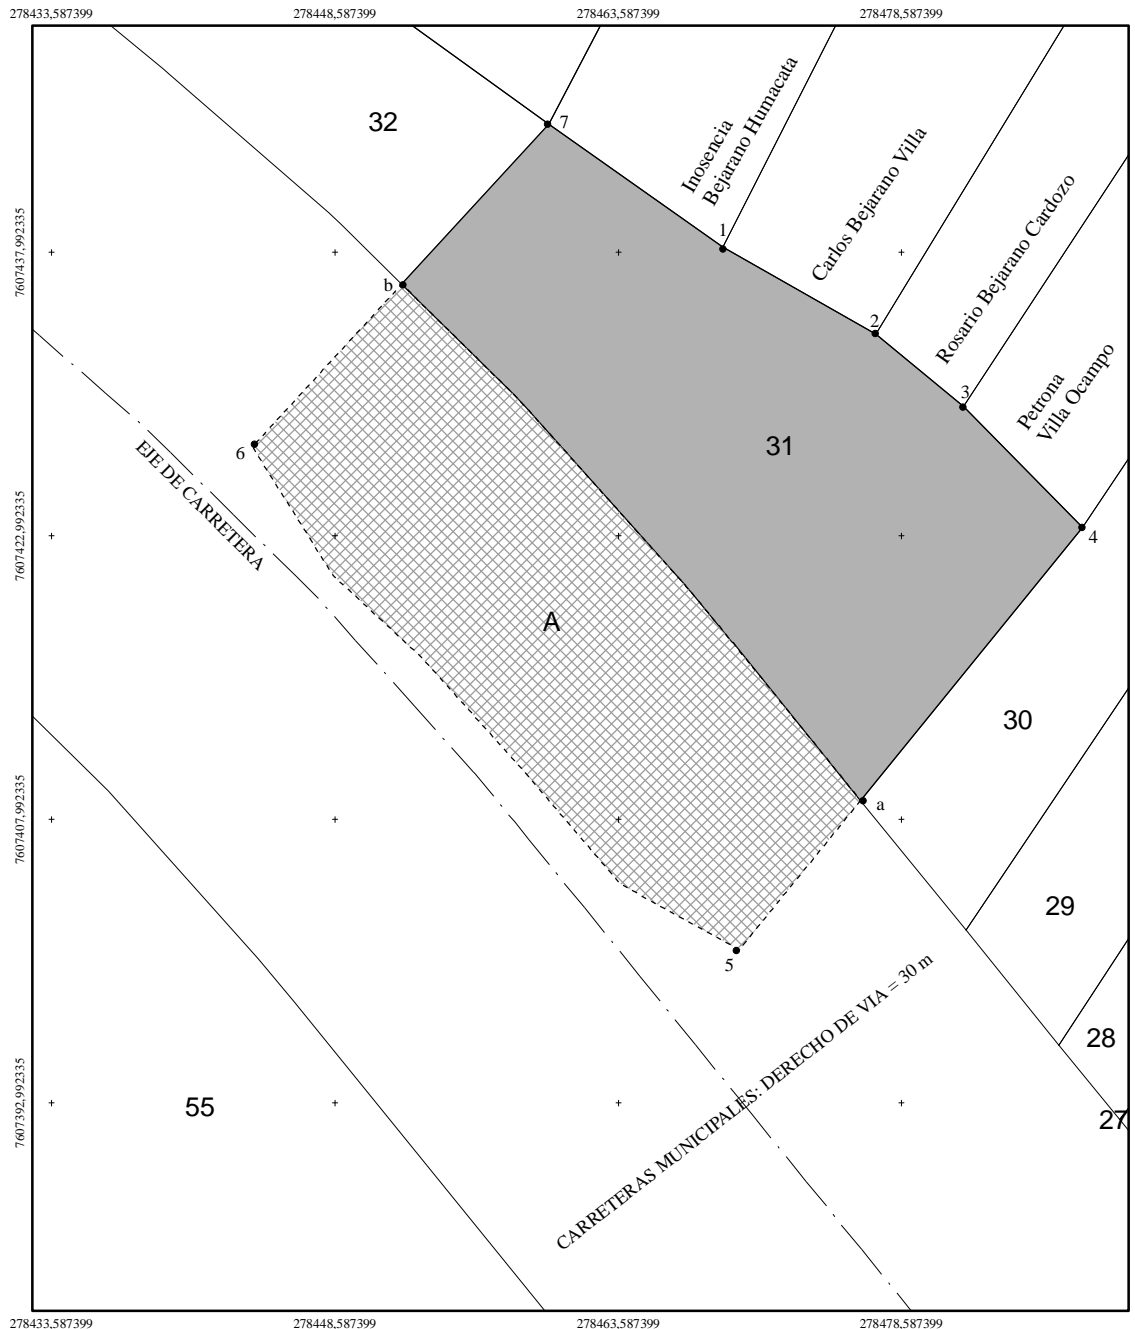 278433,587399 278448,587399 278463,587399 278478,587399
32
7
Inosencia
Bejarano Humacata
Carlos Bejarano Villa
1
7607437,992335
b
2
Rosario Bejarano Cardozo
3
Petrona
Villa Ocampo
31
6
EJE DE CARRETERA
4
7607422,992335
A
30
a
7607407,992335
29
5
CARRETERAS MUNICIPALES: DERECHO DE VIA = 30 m
28
55
27
7607392,992335
278433,587399 278448,587399 278463,587399 278478,587399